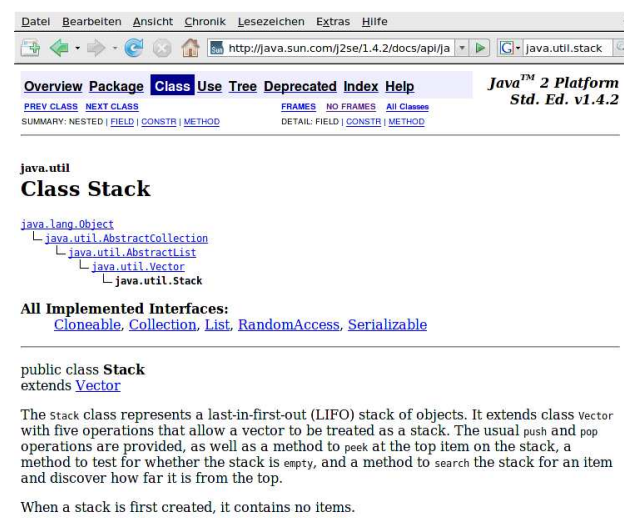 Datei Bearbeiten Ansicht Chronik Lesezeichen Extras Hilfe
http://java.sun.com/j2se/1.4.2/docs/api/ja java.util.stack
Overview Package Class Use Tree Deprecated Index Help
Java™ 2 Platform
Std. Ed. v1.4.2
PREV CLASS NEXT CLASS FRAMES NO FRAMES All Classes
SUMMARY: NESTED | FIELD | CONSTR | METHOD DETAIL: FIELD | CONSTR | METHOD
java.util
Class Stack
java.lang.Object
java.util.AbstractCollection
java.util.AbstractList
java.util.Vector
java.util.Stack
All Implemented Interfaces:
Cloneable, Collection, List, RandomAccess, Serializable
public class Stack
extends Vector
The Stack class represents a last-in-first-out (LIFO) stack of objects. It extends class Vector
with five operations that allow a vector to be treated as a stack. The usual push and pop
operations are provided, as well as a method to peek at the top item on the stack, a
method to test for whether the stack is empty, and a method to search the stack for an item
and discover how far it is from the top.
When a stack is first created, it contains no items.